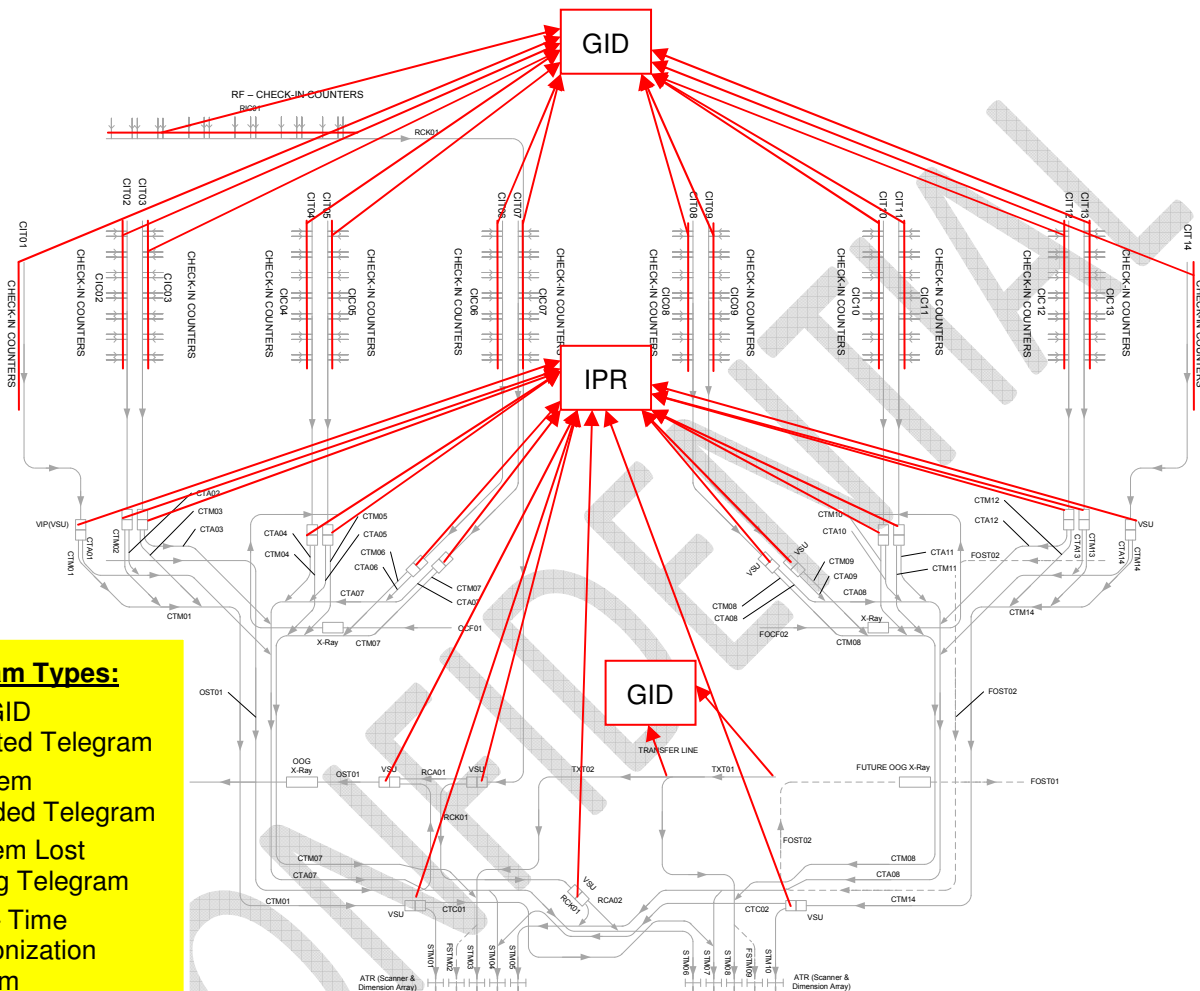 GID
RF – CHECK-IN COUNTERS
RIC01
RCK01
CIT01
CIT02
CIT03
CIT04
CIT05
CIT06
CIT07
CIT08
CIT09
CIT10
CIT11
CIT12
CIT13
CIT14
CHECK-IN COUNTERS
CHECK-IN COUNTERS
CIC02
CIC03
CHECK-IN COUNTERS
CHECK-IN COUNTERS
CIC04
CIC05
CHECK-IN COUNTERS
CHECK-IN COUNTERS
CIC06
CIC07
CHECK-IN COUNTERS
CHECK-IN COUNTERS
CIC08
CIC09
CHECK-IN COUNTERS
CHECK-IN COUNTERS
CIC10
CIC11
CHECK-IN COUNTERS
CHECK-IN COUNTERS
CIC12
CIC13
CHECK-IN COUNTERS
CHECK-IN COUNTERS
IPR
VIP(VSU)
CTA01
CTM01
CTM02
CTA02
CTM03
CTA03
CTM01
CTA04
CTM04
CTM05
CTA05
CTM06
CTA06
CTA07
CTM07
CTA07
X-Ray
CTM07
OCF01
VSU
VSU
CTM08
CTA08
CTM09
CTA09
CTA08
CTM10
CTA10
CTA11
CTM11
CTM12
CTA12
FOST02
CTA13
CTM13
CTA14
CTM14
VSU
FOCF02
X-Ray
CTM08
CTM14
am Types:
GID
ted Telegram
em
ded Telegram
em Lost
g Telegram
Time
onization
m
OST01
FOST02
GID
TRANSFER LINE
OOG
X-Ray
OST01
VSU
RCA01
VSU
TXT02
TXT01
FUTURE OOG X-Ray
FOST01
RCK01
FOST02
CTM07
CTA07
CTM01
VSU
CTC01
VSU
RCK01
RCA02
CTC02
VSU
CTM08
CTA08
CTM14
STM01
FSTM02
STM03
STM04
STM05
STM06
STM07
STM08
FSTM09
STM10
ATR (Scanner &
Dimension Array)
ATR (Scanner &
Dimension Array)
ONFIDENTIAL